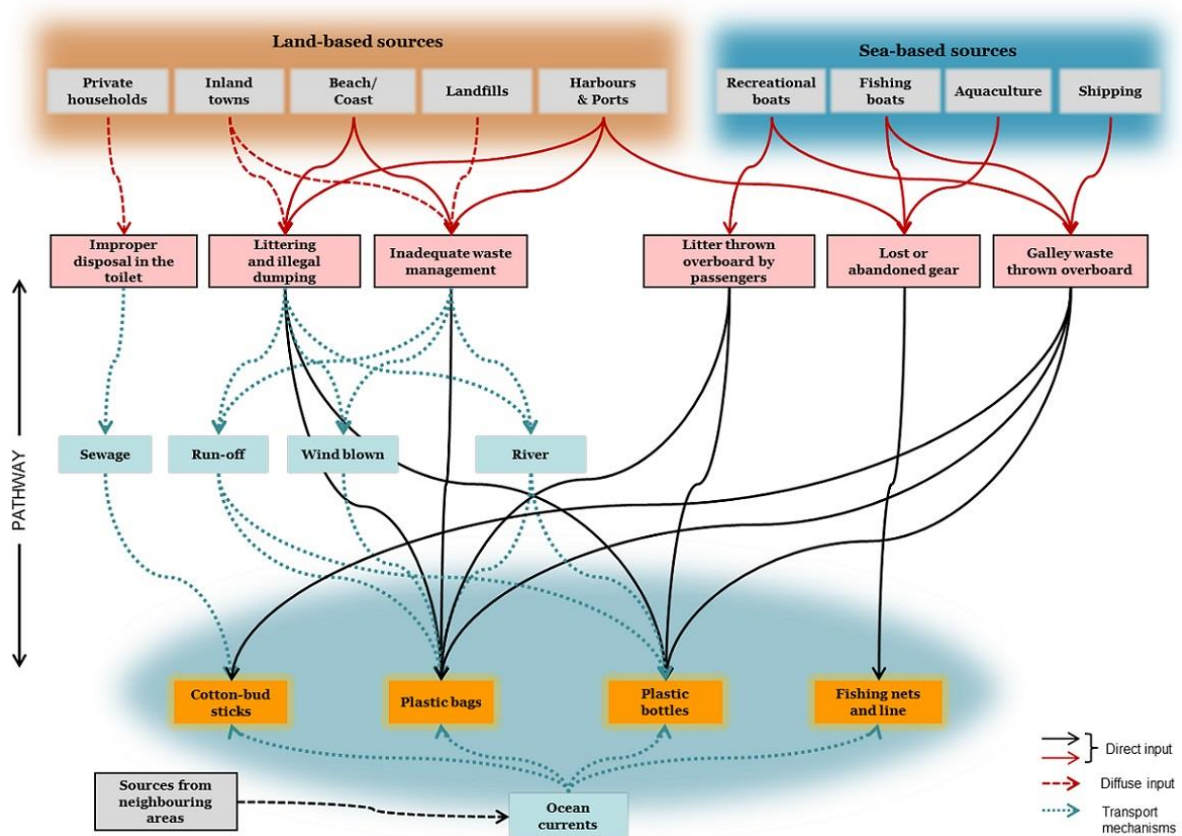 Land-based sources
Sea-based sources
Private
households
Inland
towns
Beach/
Coast
Landfills
Harbours
& Ports
Recreational
boats
Fishing
boats
Aquaculture
Shipping
Improper
disposal in the
toilet
Littering
and illegal
dumping
Inadequate waste
management
Litter thrown
overboard by
passengers
Lost or
abandoned gear
Galley waste
thrown overboard
PATHWAY
Sewage
Run-off
Wind blown
River
Cotton-bud
sticks
Plastic bags
Plastic
bottles
Fishing nets
and line
Sources from
neighbouring
areas
Ocean
currents
Direct input
Diffuse input
Transport
mechanisms